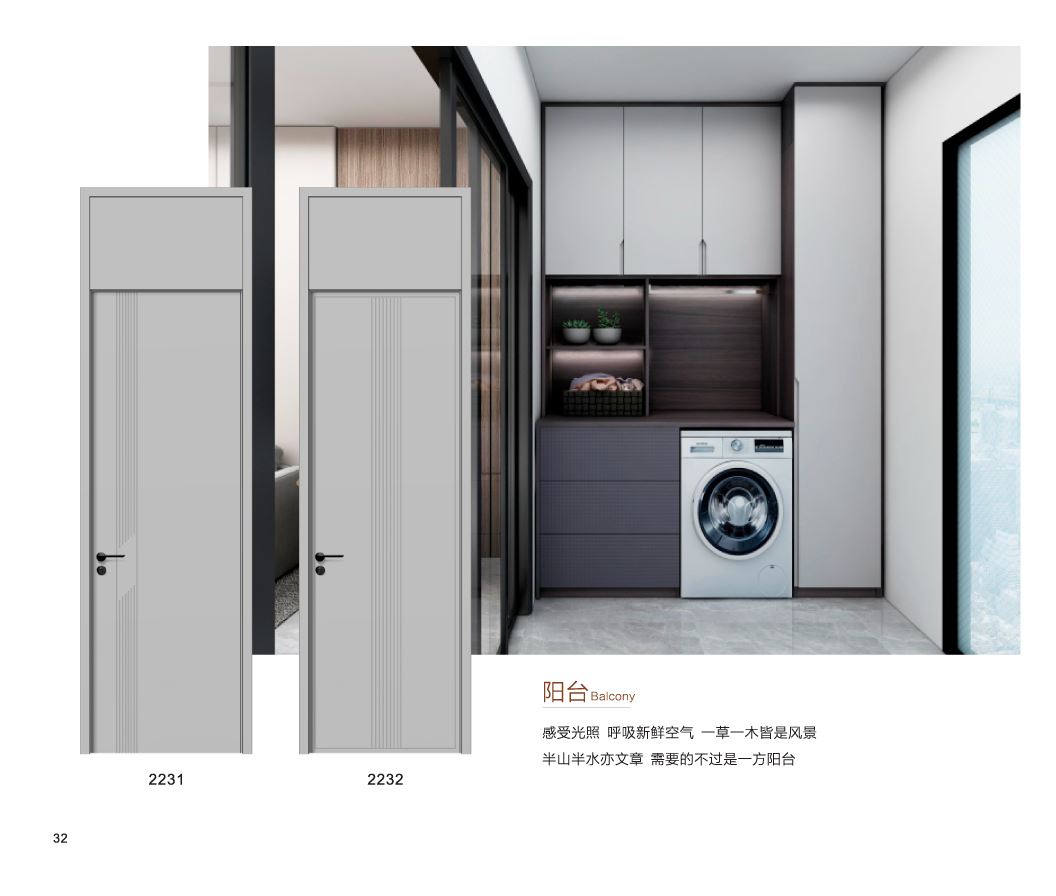 阳台 Balcony
感受光照 呼吸新鲜空气 一草一木皆是风景
半山半水亦文章 需要的不过是一方阳台
2231
2232
32